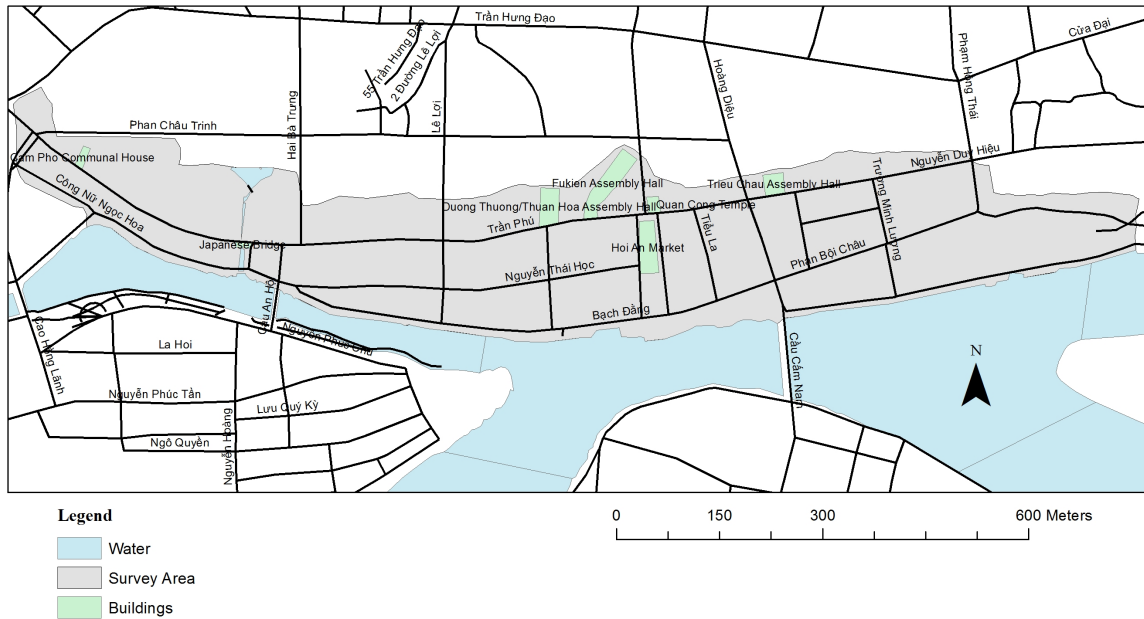 Trần Hưng Đạo
Cửa Đại
55 Trần Hưng Đạo
2 Đường Lê Lợi
Phạm Hồng Thái
Hoàng Diệu
Hai Bà Trưng
Lê Lợi
Phan Châu Trinh
Nguyễn Duy Hiệu
Cam Pho Communal House
Công Nữ Ngọc Hoa
Fukien Assembly Hall
Trieu Chau Assembly Hall
Trương Minh Lượng
Duong Thuong/Thuan Hoa Assembly Hall
Quan Cong Temple
Trần Phú
Tiểu La
Japanese Bridge
Hoi An Market
Phan Bội Châu
Nguyễn Thái Học
Bạch Đằng
Cầu An Hội
Nguyễn Phúc Chu
Cao Hồng Lãnh
La Hoi
Cầu Cẩm Nam
N
Nguyễn Phúc Tần
Lưu Quý Kỳ
Ngô Quyền
Nguyễn Hoàng
Legend
Water
Survey Area
Buildings
0 150 300 600 Meters